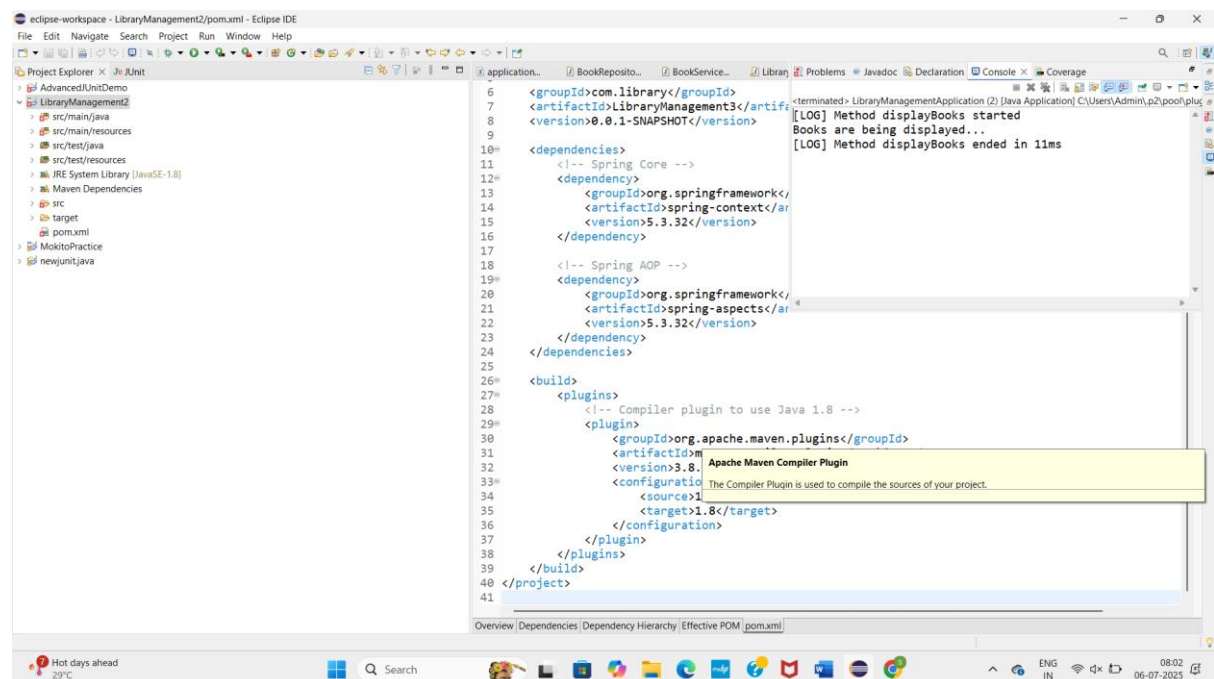 eclipse-workspace - LibraryManagement2/pom.xml - Eclipse IDE
File Edit Navigate Search Project Run Window Help
Project Explorer × JUnit
AdvancedJUnitDemo
LibraryManagement2
src/main/java
src/main/resources
src/test/java
src/test/resources
JRE System Library [JavaSE-1.8]
Maven Dependencies
src
target
pom.xml
MokitoPractice
newjunit.java
application... BookReposito... BookService... Librar
6 <groupId>com.library</groupId>
7 <artifactId>LibraryManagement3</artifa
8 <version>0.0.1-SNAPSHOT</version>
9
10 <dependencies>
11 <!-- Spring Core -->
12 <dependency>
13 <groupId>org.springframework</
14 <artifactId>spring-context</ar
15 <version>5.3.32</version>
16 </dependency>
17
18 <!-- Spring AOP -->
19 <dependency>
20 <groupId>org.springframework</
21 <artifactId>spring-aspects</ar
22 <version>5.3.32</version>
23 </dependency>
24 </dependencies>
25
26 <build>
27 <plugins>
28 <!-- Compiler plugin to use Java 1.8 -->
29 <plugin>
30 <groupId>org.apache.maven.plugins</groupId>
31 <artifactId>m
32 <version>3.8.
33 <configuratio
34 <source>1
35 <target>1.8</target>
36 </configuration>
37 </plugin>
38 </plugins>
39 </build>
40 </project>
41
Apache Maven Compiler Plugin
The Compiler Plugin is used to compile the sources of your project.
Overview Dependencies Dependency Hierarchy Effective POM pom.xml
Problems Javadoc Declaration Console × Coverage
<terminated> LibraryManagementApplication (2) [Java Application] C:\Users\Admin\.p2\pool\plug
[LOG] Method displayBooks started
Books are being displayed...
[LOG] Method displayBooks ended in 11ms
7
Hot days ahead
29°C
Search
ENG
IN
08:02
06-07-2025